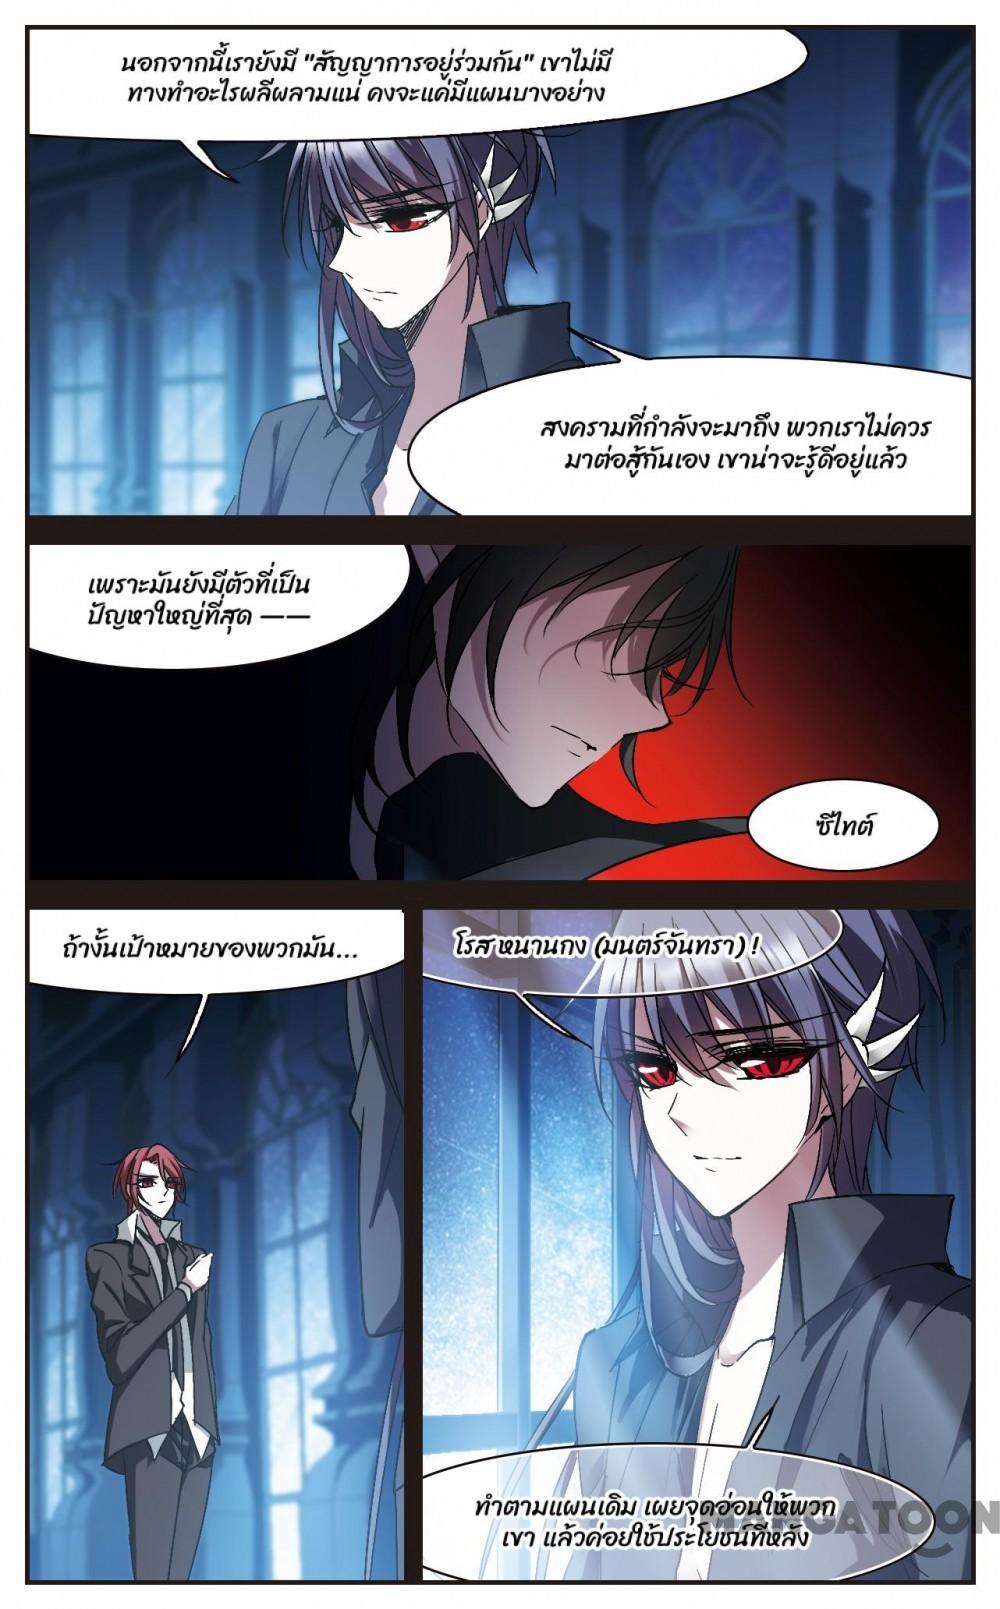 นอกจากนี้เรายังมี "สัญญาการอยู่ร่วมกัน" เขาไม่มี
ทางทำอะไรผลีผลามแน่ คงจะแค่มีแผนบางอย่าง
สงครามที่กำลังจะมาถึง พวกเราไม่ควร
มาต่อสู้กันเอง เขาน่าจะรู้ดีอยู่แล้ว
เพราะมันยังมีตัวที่เป็น
ปัญหาใหญ่ที่สุด ——
ซีไทต์
ถ้างั้นเป้าหมายของพวกมัน...
โรส หนานกง (มนตร์จันทรา) !
ทำตามแผนเดิม เผยจุดอ่อนให้พวก
เขา แล้วค่อยใช้ประโยชน์ทีหลัง
MANGATOON